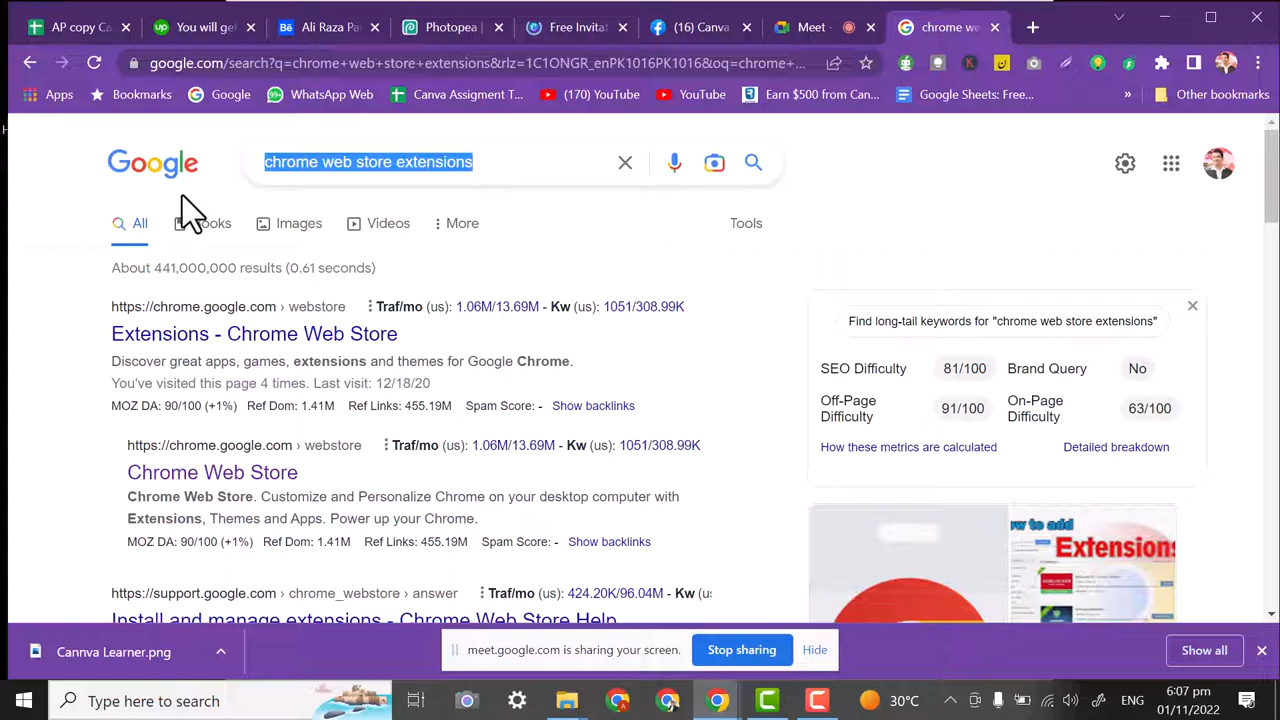 AP copy Ca
You will get
Ali Raza Pan
Photopea |
Free Invitat
(16) Canva
Meet -
chrome we
google.com/search?q=chrome+web+store+extensions&rlz=1C1ONGR_enPK1016PK1016&oq=chrome+...
Apps
Bookmarks
Google
WhatsApp Web
Canva Assigment T...
(170) YouTube
YouTube
Earn $500 from Can...
Google Sheets: Free...
»
Other bookmarks
Google
chrome web store extensions
All
Images
Videos
More
Tools
About 441,000,000 results (0.61 seconds)
https://chrome.google.com › webstore Traf/mo (us): 1.06M/13.69M - Kw (us): 1051/308.99K
Extensions - Chrome Web Store
Discover great apps, games, extensions and themes for Google Chrome.
You've visited this page 4 times. Last visit: 12/18/20
MOZ DA: 90/100 (+1%) Ref Dom: 1.41M Ref Links: 455.19M Spam Score: - Show backlinks
https://chrome.google.com › webstore Traf/mo (us): 1.06M/13.69M - Kw (us): 1051/308.99K
Chrome Web Store
Chrome Web Store. Customize and Personalize Chrome on your desktop computer with
Extensions, Themes and Apps. Power up your Chrome.
MOZ DA: 90/100 (+1%) Ref Dom: 1.41M Ref Links: 455.19M Spam Score: - Show backlinks
https://support.google.com › chrome_webstore › answer Traf/mo (us): 424.20K/96.04M - Kw (us
Install and manage extensions - Chrome Web Store Help
Find long-tail keywords for "chrome web store extensions"
SEO Difficulty 81/100 Brand Query No
Off-Page Difficulty 91/100 On-Page Difficulty 63/100
How these metrics are calculated Detailed breakdown
ow to add
Extensions
Cannva Learner.png
meet.google.com is sharing your screen.
Stop sharing
Hide
Show all
Type here to search
30°C
ENG
6:07 pm
01/11/2022